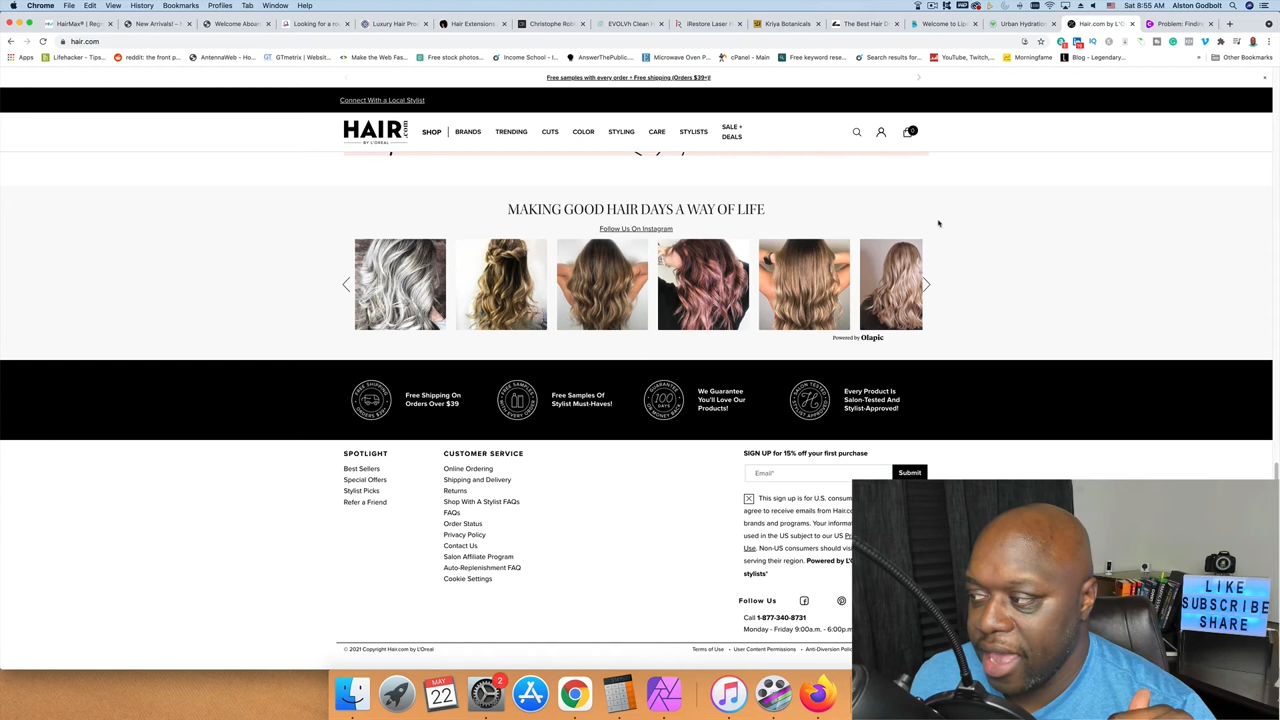 Chrome File Edit View History Bookmarks Profiles Tab Window Help
Sat 8:55 AM Alston Godbolt
HairMax® | Reg
New Arrivals! –
Welcome Aboar
Looking for a ro
Luxury Hair Pro
Hair Extensions
Christophe Rob
EVOLVh Clean H
iRestore Laser H
Kriya Botanicals
The Best Hair D
Welcome to Lip
Urban Hydration
Hair.com by L'O
Problem: Findin
hair.com
Apps
Lifehacker - Tips...
reddit: the front p...
AntennaWeb - Ho...
GTmetrix | Websit...
Make the Web Fas...
Free stock photos...
Income School - I...
AnswerThePublic....
Microwave Oven P...
cPanel - Main
Free keyword rese...
Search results for...
YouTube, Twitch,...
Morningfame
Blog - Legendary...
Other Bookmarks
Free samples with every order + Free shipping (Orders $39+)!
Connect With a Local Stylist
HAIR.com
BY L'OREAL
SHOP
BRANDS
TRENDING
CUTS
COLOR
STYLING
CARE
STYLISTS
SALE +
DEALS
0
MAKING GOOD HAIR DAYS A WAY OF LIFE
Follow Us On Instagram
Powered by Olapic
Free Shipping On
Orders Over $39
Free Samples Of
Stylist Must-Haves!
100
DAYS
We Guarantee
You'll Love Our
Products!
Every Product Is
Salon-Tested And
Stylist-Approved!
SPOTLIGHT
Best Sellers
Special Offers
Stylist Picks
Refer a Friend
CUSTOMER SERVICE
Online Ordering
Shipping and Delivery
Returns
Shop With A Stylist FAQs
FAQs
Order Status
Privacy Policy
Contact Us
Salon Affiliate Program
Auto-Replenishment FAQ
Cookie Settings
SIGN UP for 15% off your first purchase
Email*
Submit
This sign up is for U.S. consum
agree to receive emails from Hair.c
brands and programs. Your informa
used in the US subject to our US Pr
Use. Non-US consumers should visi
serving their region. Powered by L'O
stylists*
Follow Us
Call 1-877-340-8731
Monday - Friday 9:00a.m. - 6:00p.m
© 2021 Copyright Hair.com by L'Oreal
Terms of Use
User Content Permissions
Anti-Diversion Polic
MAY
22
2
LIKE
SUBSCRIBE
SHARE